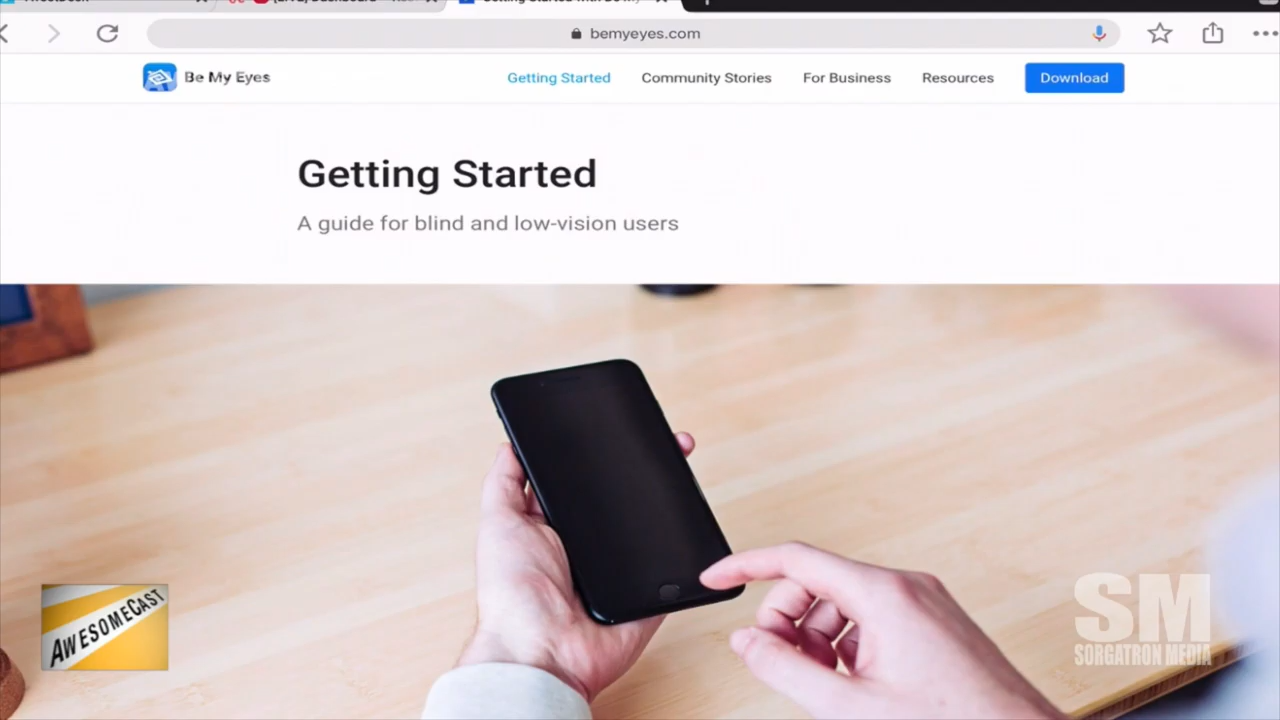 bemyeyes.com
Be My Eyes
Getting Started
Community Stories
For Business
Resources
Download
Getting Started
A guide for blind and low-vision users
AWESOMECAST
SM
SORGATRON MEDIA